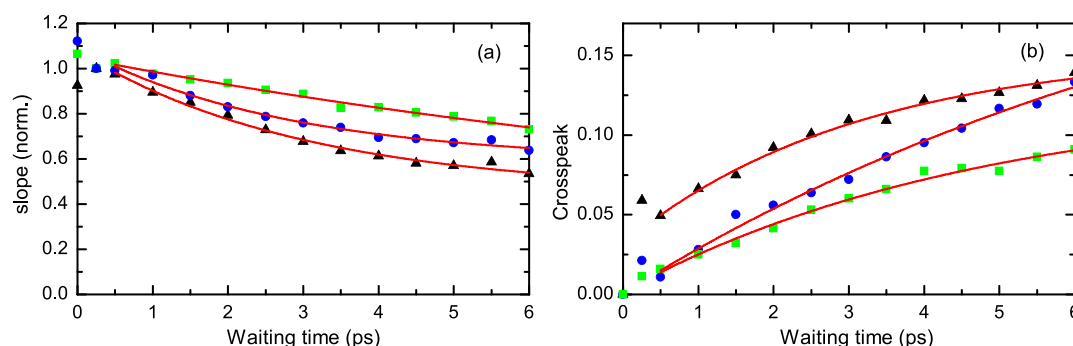 1.2
1.0
0.8
0.6
0.4
0.2
0.0
slope (norm.)
(a)
0 1 2 3 4 5 6
Waiting time (ps)
0.15
0.10
0.05
0.00
Crosspeak
(b)
0 1 2 3 4 5 6
Waiting time (ps)